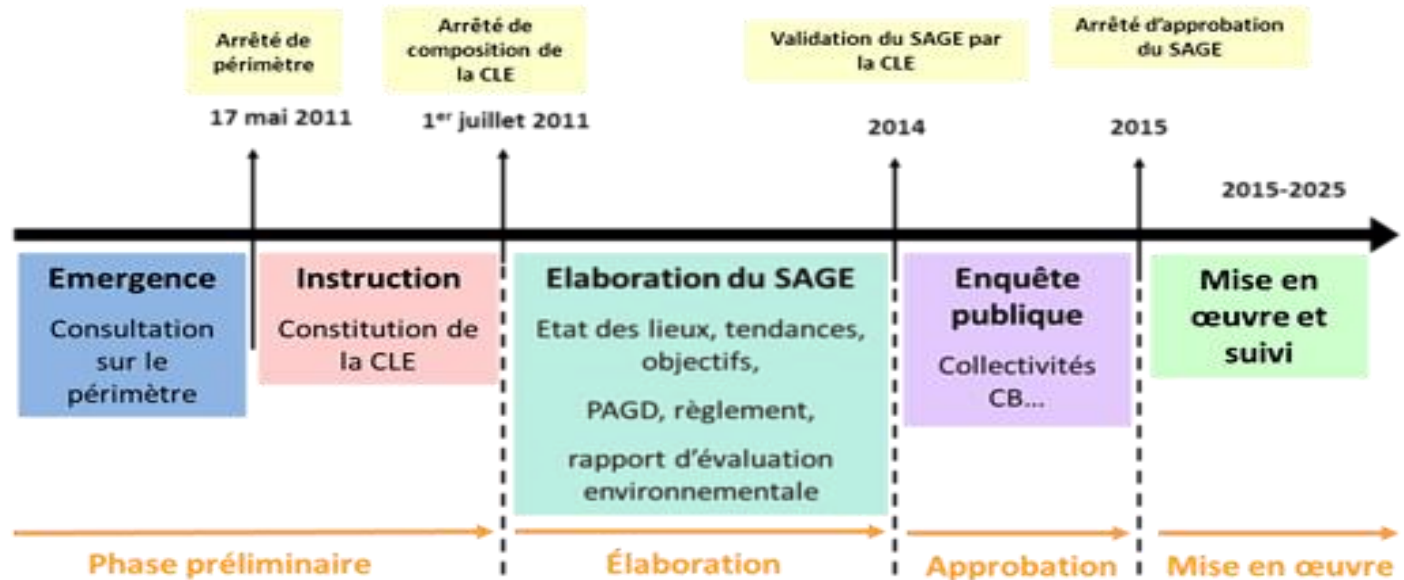 Arrêté de
périmètre
17 mai 2011
Arrêté de
composition de
la CLE
1er juillet 2011
Validation du SAGE par
la CLE
2014
Arrêté d'approbation
du SAGE
2015
2015-2025
Emergence
Consultation
sur le
périmètre
Instruction
Constitution de
la CLE
Elaboration du SAGE
Etat des lieux, tendances,
objectifs,
PAGD, règlement,
rapport d'évaluation
environnementale
Enquête
publique
Collectivités
CB...
Mise en
œuvre et
suivi
Phase préliminaire
Élaboration
Approbation
Mise en œuvre